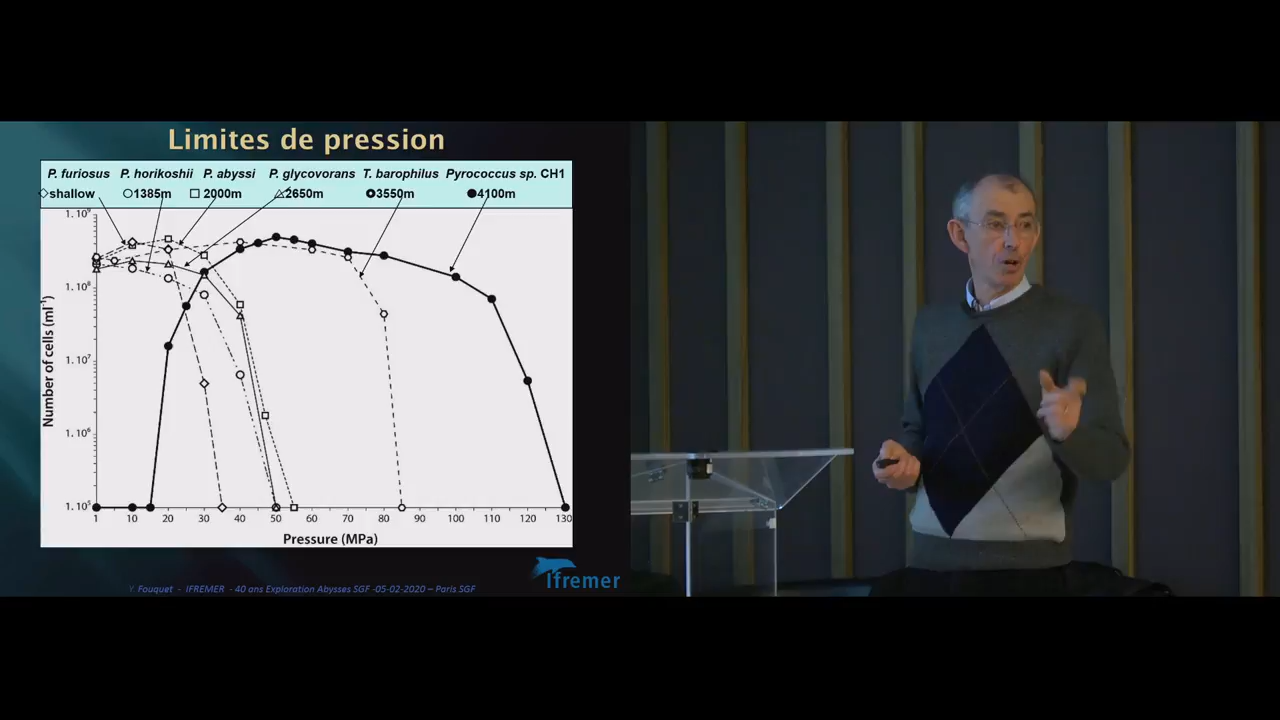 Limites de pression
P. furiosus P. horikoshii P. abyssi P. glycovorans T. barophilus Pyrococcus sp. CH1
shallow 1385m 2000m 2650m 3550m 4100m
1. 10⁹
1. 10⁸
1. 10⁷
1. 10⁶
1. 10⁵
Number of cells (ml⁻¹)
1 10 20 30 40 50 60 70 80 90 100 110 120 130
Pressure (MPa)
Ifremer
Y. Fouquet - IFREMER - 40 ans Exploration Abysses SGF -05-02-2020 – Paris SGF